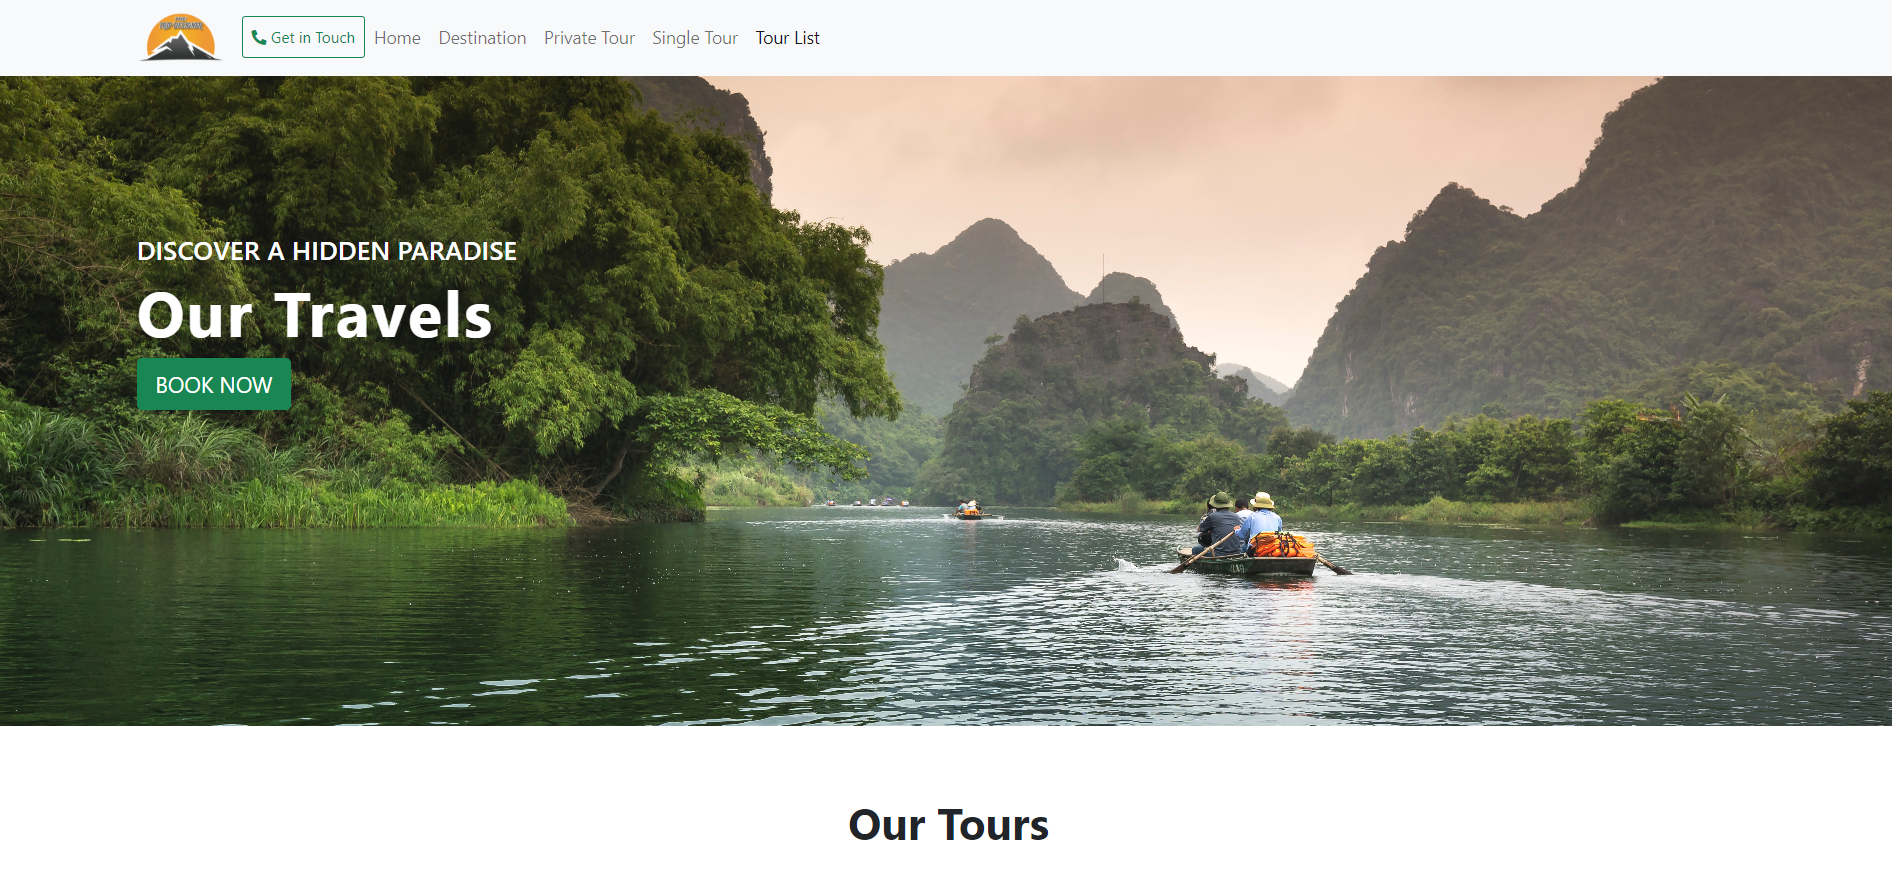 Get in Touch Home Destination Private Tour Single Tour Tour List
DISCOVER A HIDDEN PARADISE
Our Travels
BOOK NOW
Our Tours